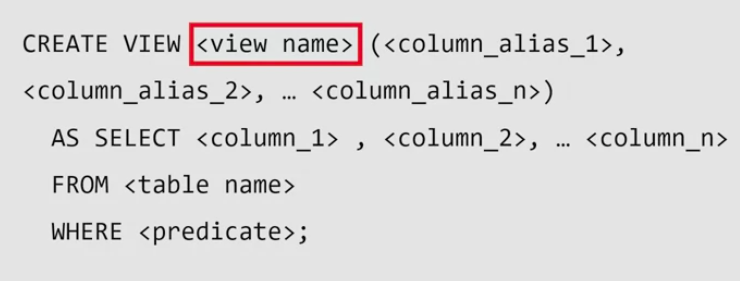 CREATE VIEW <view name> (<column_alias_1>,
<column_alias_2>, … <column_alias_n>)
AS SELECT <column_1> , <column_2>, … <column_n>
FROM <table name>
WHERE <predicate>;